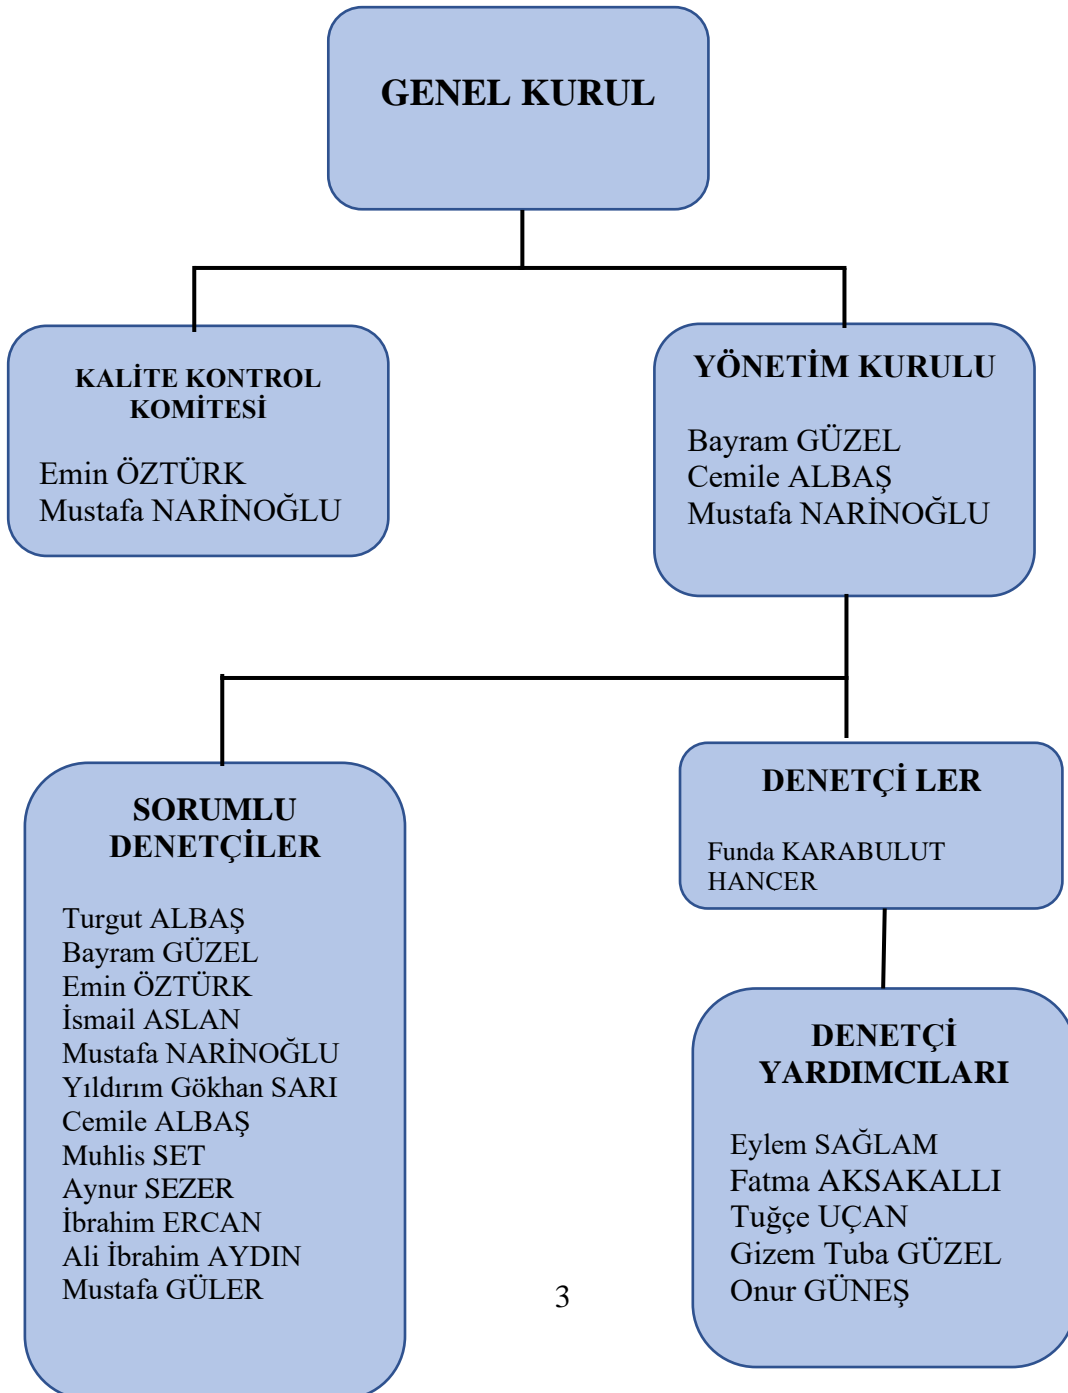 GENEL KURUL
KALİTE KONTROL
KOMİTESİ
Emin ÖZTÜRK
Mustafa NARİNOĞLU
YÖNETİM KURULU
Bayram GÜZEL
Cemile ALBAŞ
Mustafa NARİNOĞLU
SORUMLU
DENETÇİLER
Turgut ALBAŞ
Bayram GÜZEL
Emin ÖZTÜRK
İsmail ASLAN
Mustafa NARİNOĞLU
Yıldırım Gökhan SARI
Cemile ALBAŞ
Muhlis SET
Aynur SEZER
İbrahim ERCAN
Ali İbrahim AYDIN
Mustafa GÜLER
DENETÇİ LER
Funda KARABULUT
HANCER
DENETÇİ
YARDIMCILARI
Eylem SAĞLAM
Fatma AKSAKALLI
Tuğçe UÇAN
Gizem Tuba GÜZEL
Onur GÜNEŞ
3